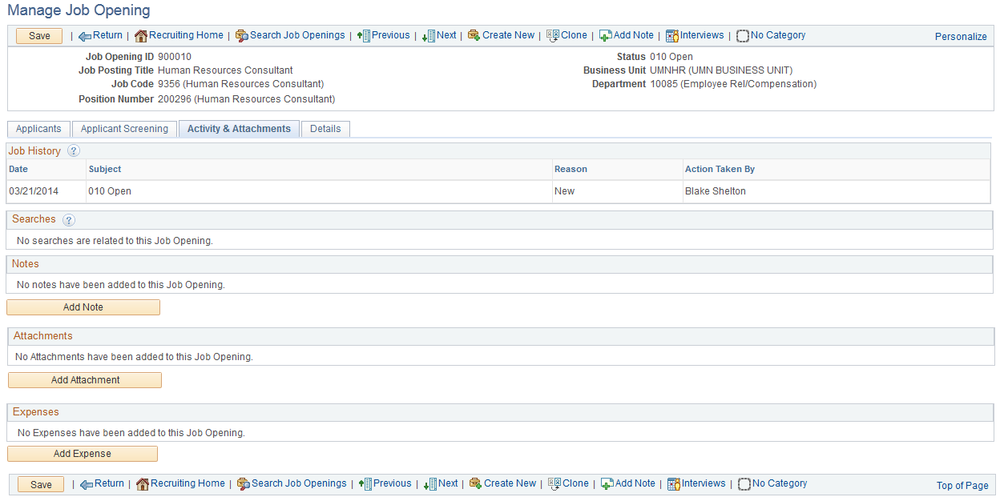 Manage Job Opening
Save | Return | Recruiting Home | Search Job Openings | Previous | Next | Create New | Clone | Add Note | Interviews | No Category Personalize
Job Opening ID 900010 Status 010 Open
Job Posting Title Human Resources Consultant Business Unit UMNHR (UMN BUSINESS UNIT)
Job Code 9356 (Human Resources Consultant) Department 10085 (Employee Rel/Compensation)
Position Number 200296 (Human Resources Consultant)
Applicants Applicant Screening Activity & Attachments Details
Job History ?
Date Subject Reason Action Taken By
03/21/2014 010 Open New Blake Shelton
Searches ?
No searches are related to this Job Opening.
Notes
No notes have been added to this Job Opening.
Add Note
Attachments
No Attachments have been added to this Job Opening.
Add Attachment
Expenses
No Expenses have been added to this Job Opening.
Add Expense
Save | Return | Recruiting Home | Search Job Openings | Previous | Next | Create New | Clone | Add Note | Interviews | No Category Top of Page